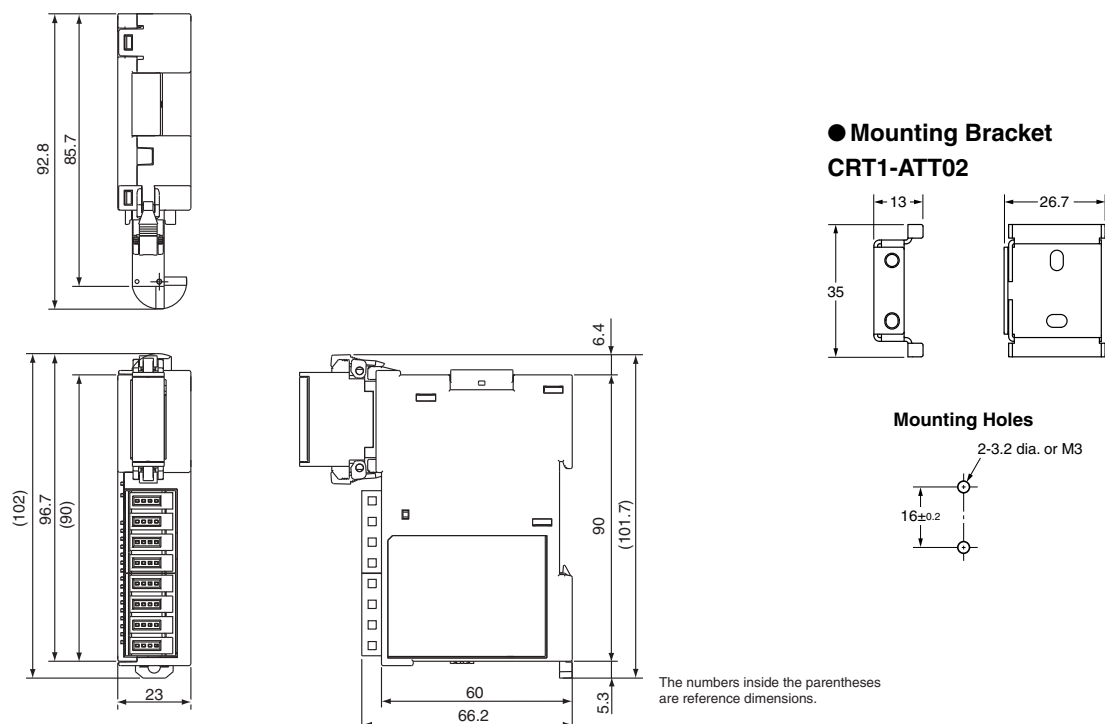 92.8
85.7
● Mounting Bracket
CRT1-ATT02
13
26.7
35
Mounting Holes
2-3.2 dia. or M3
16±0.2
(102)
96.7
(90)
23
6.4
90
(101.7)
5.3
60
66.2
The numbers inside the parentheses
are reference dimensions.